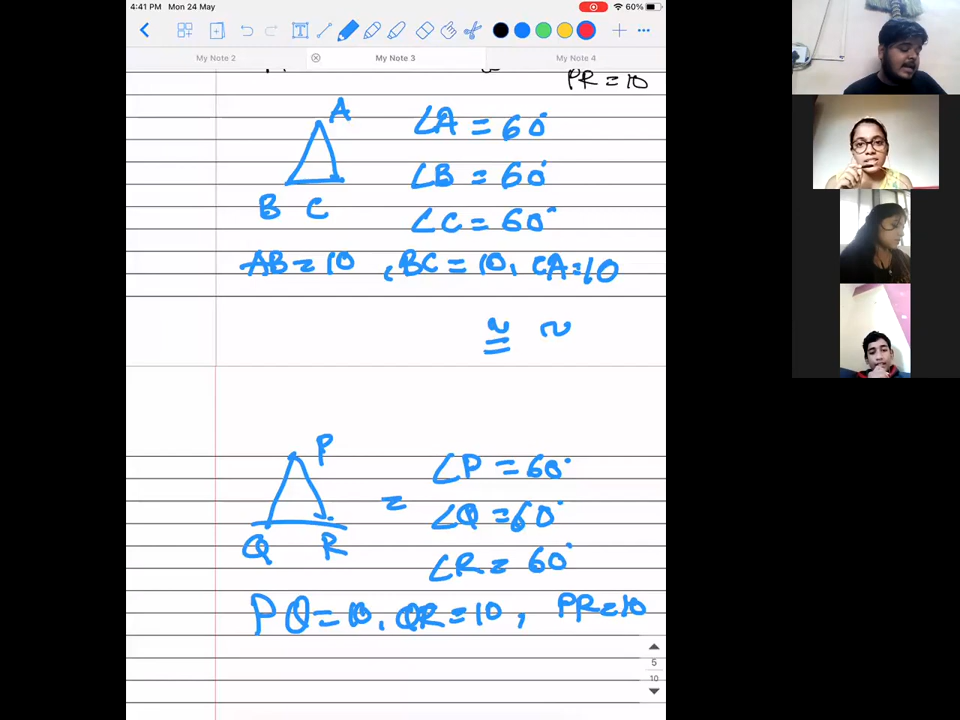 4:41 PM Mon 24 May
60%
My Note 2
My Note 3
My Note 4
PR = 10
A
∠A = 60°
∠B = 60°
B C
∠C = 60°
AB = 10 , BC = 10, CA = 10
≅ ~
P
∠P = 60°
=
∠Q = 60°
Q R
∠R = 60°
PQ = 10, QR = 10, PR = 10
5
10